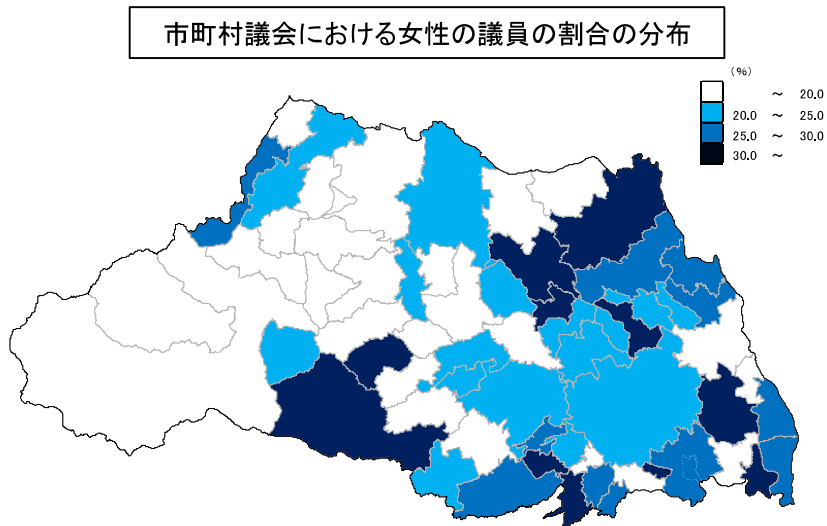 市町村議会における女性の議員の割合の分布
（％）
～ 20.0
20.0 ～ 25.0
25.0 ～ 30.0
30.0 ～